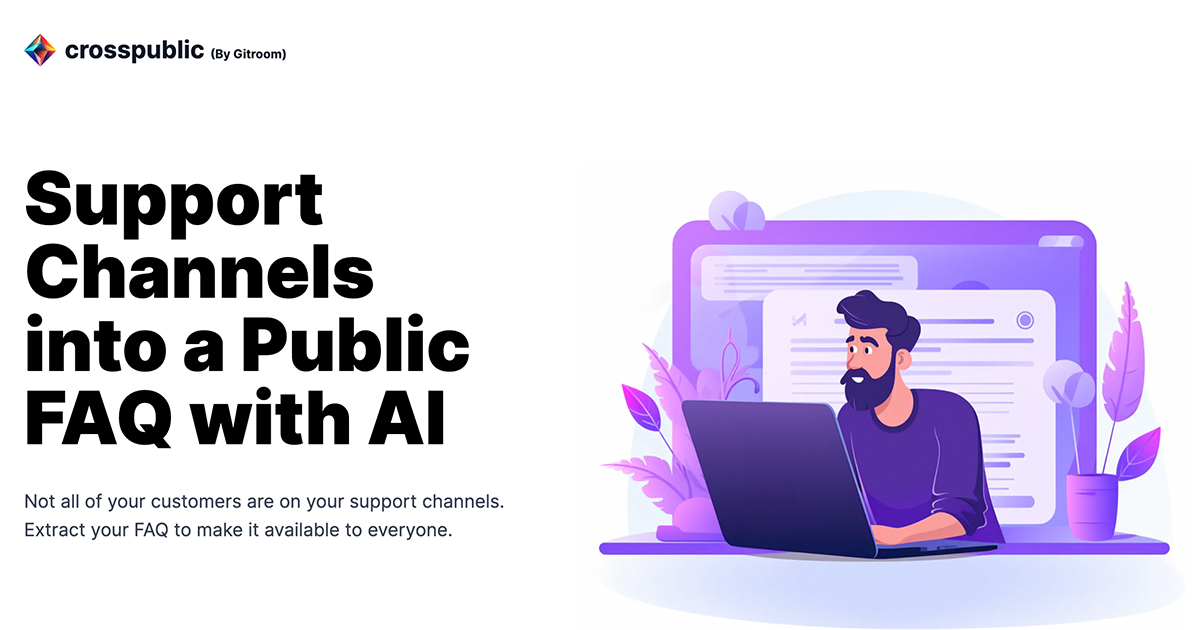 crosspublic (By Gitroom)
Support
Channels
into a Public
FAQ with AI
Not all of your customers are on your support channels.
Extract your FAQ to make it available to everyone.